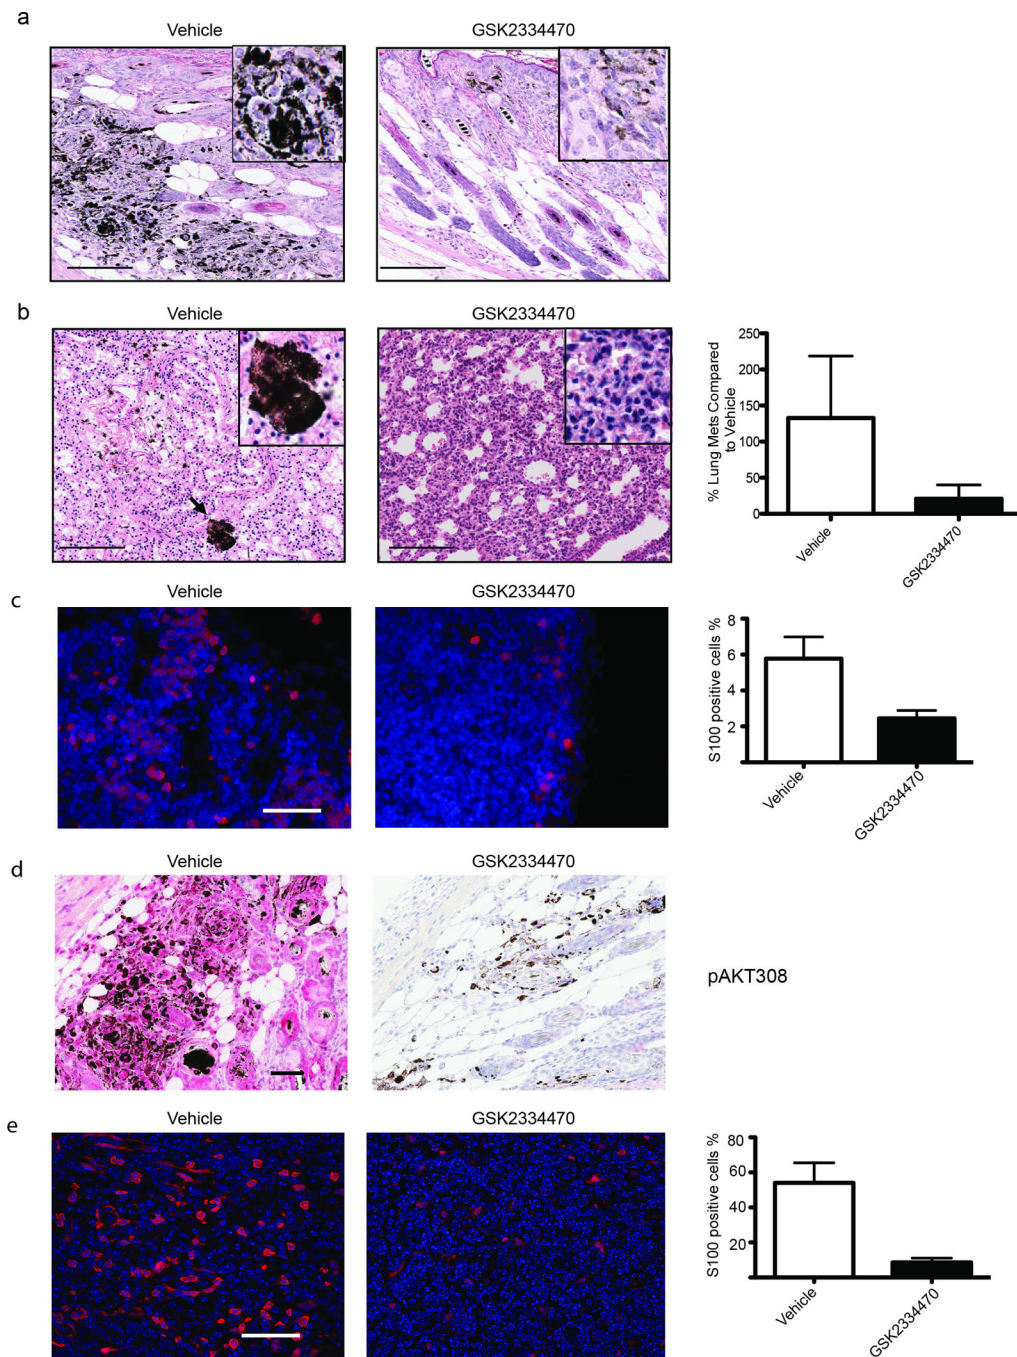 a
Vehicle
GSK2334470
b
Vehicle
GSK2334470
% Lung Mets Compared
to Vehicle
250
200
150
100
50
0
Vehicle
GSK2334470
c
Vehicle
GSK2334470
S100 positive cells %
8
6
4
2
Vehicle
GSK2334470
d
Vehicle
GSK2334470
pAKT308
e
Vehicle
GSK2334470
S100 positive cells %
80
60
40
20
Vehicle
GSK2334470